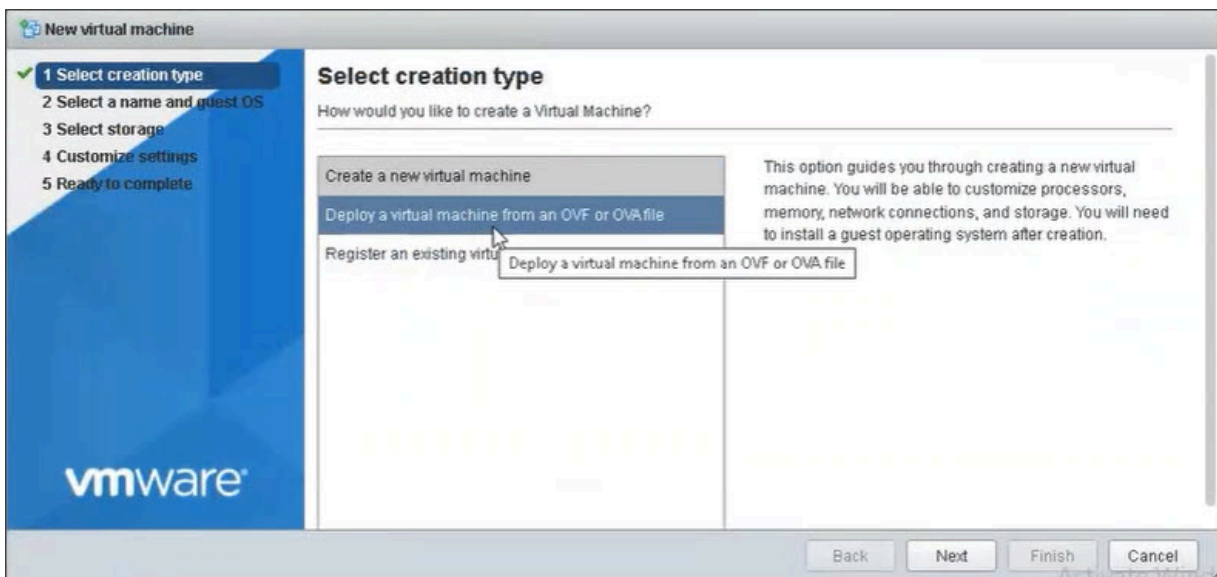 New virtual machine
1 Select creation type
2 Select a name and guest OS
3 Select storage
4 Customize settings
5 Ready to complete
vmware
Select creation type
How would you like to create a Virtual Machine?
Create a new virtual machine
Deploy a virtual machine from an OVF or OVA file
Register an existing virtu
Deploy a virtual machine from an OVF or OVA file
This option guides you through creating a new virtual
machine. You will be able to customize processors,
memory, network connections, and storage. You will need
to install a guest operating system after creation.
Back
Next
Finish
Cancel